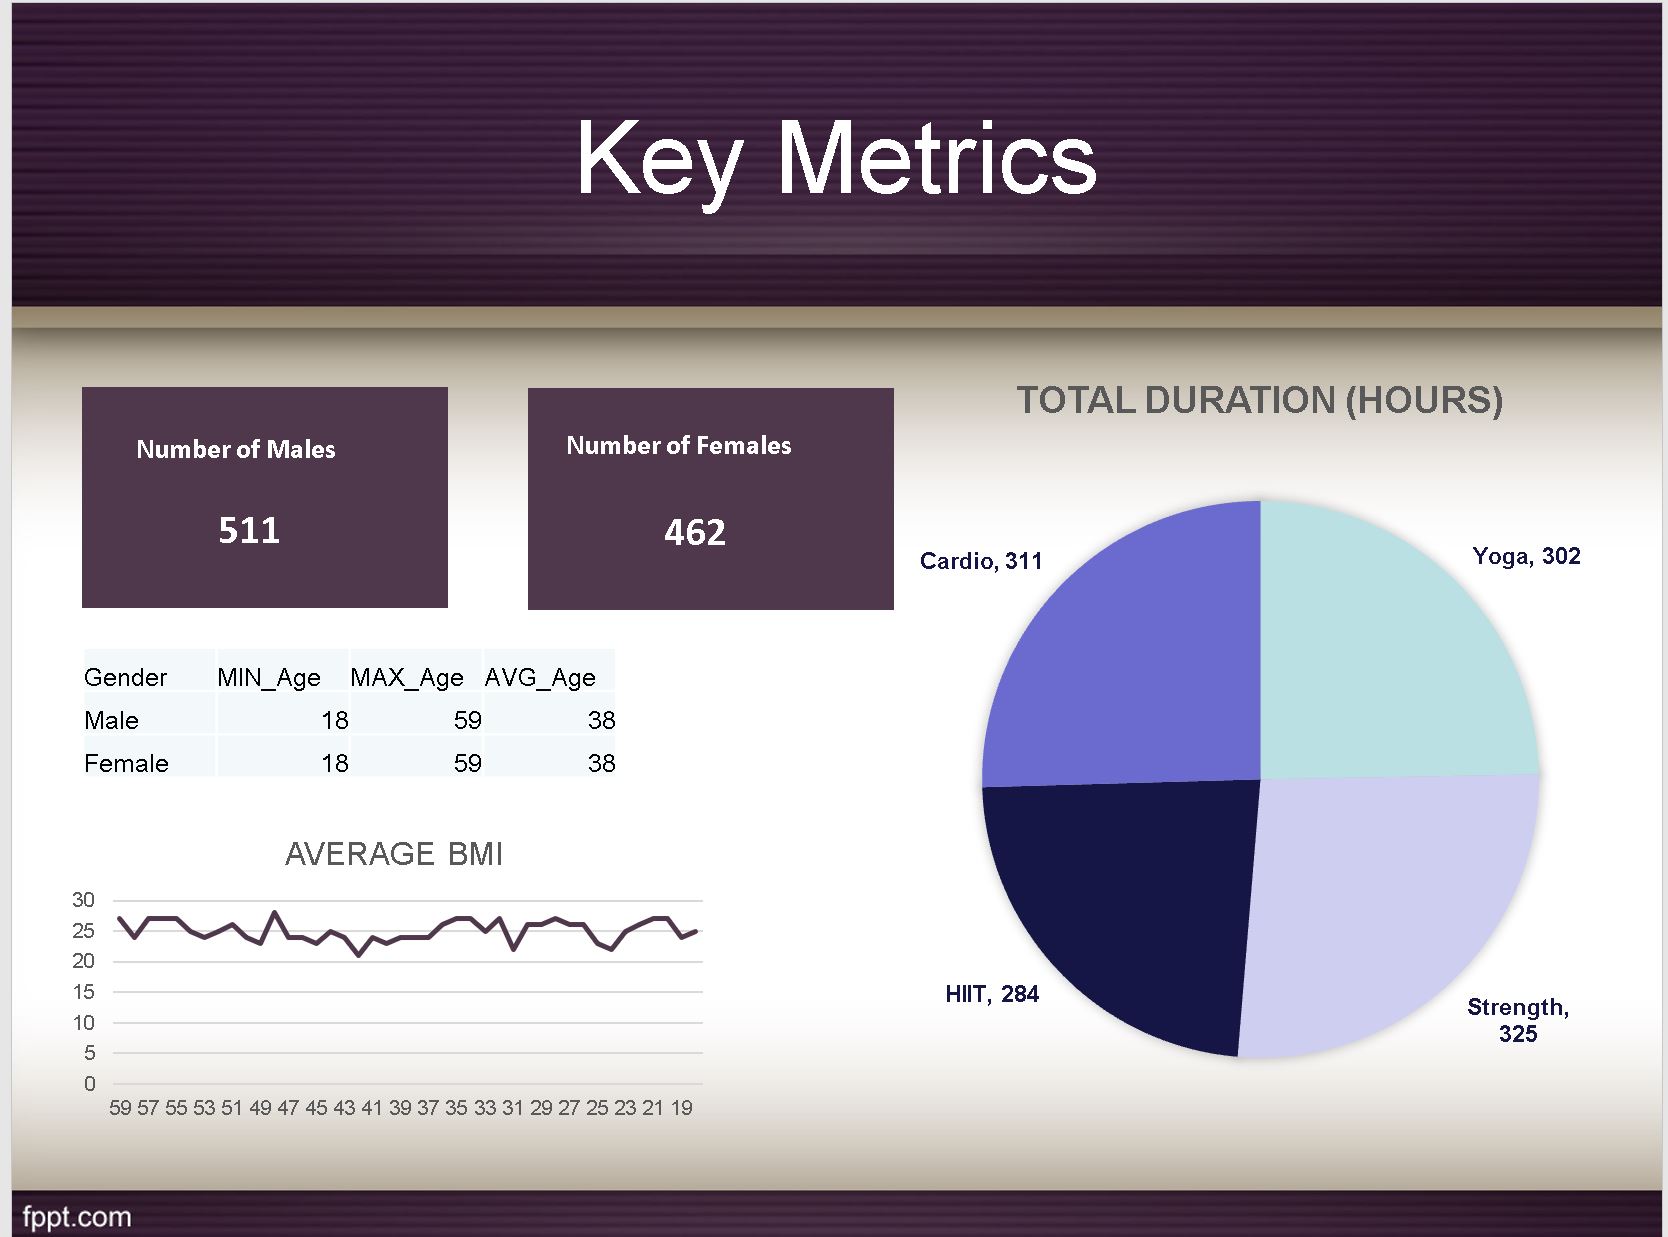 Key Metrics
Number of Males
511
Number of Females
462
Gender MIN_Age MAX_Age AVG_Age
Male 18 59 38
Female 18 59 38
AVERAGE BMI
30
25
20
15
10
5
0
59 57 55 53 51 49 47 45 43 41 39 37 35 33 31 29 27 25 23 21 19
TOTAL DURATION (HOURS)
Cardio, 311
Yoga, 302
HIIT, 284
Strength,
325
fppt.com